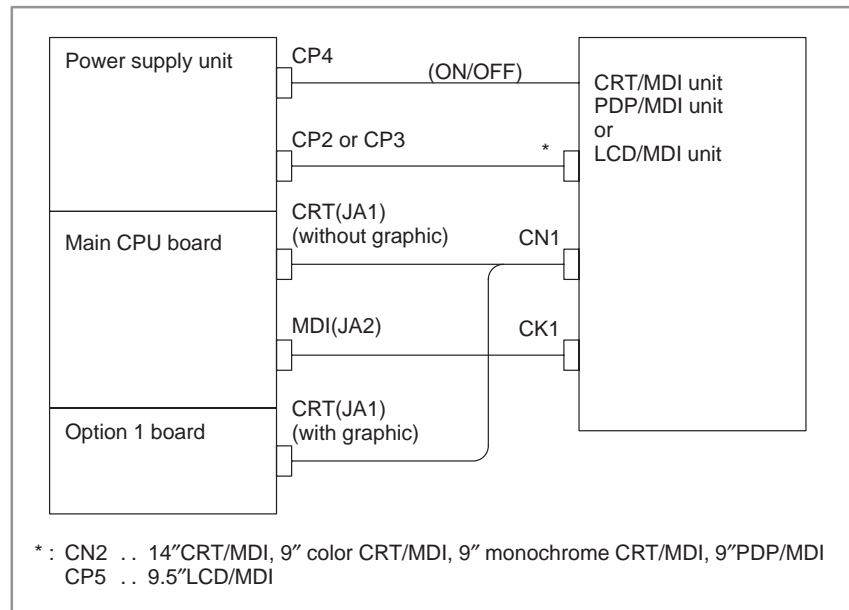 Power supply unit
CP4
(ON/OFF)
CRT/MDI unit
PDP/MDI unit
or
LCD/MDI unit
CP2 or CP3
*
Main CPU board
CRT(JA1)
(without graphic)
CN1
MDI(JA2)
CK1
Option 1 board
CRT(JA1)
(with graphic)
* : CN2 . . 14″CRT/MDI, 9″ color CRT/MDI, 9″ monochrome CRT/MDI, 9″PDP/MDI
CP5 . . 9.5″LCD/MDI